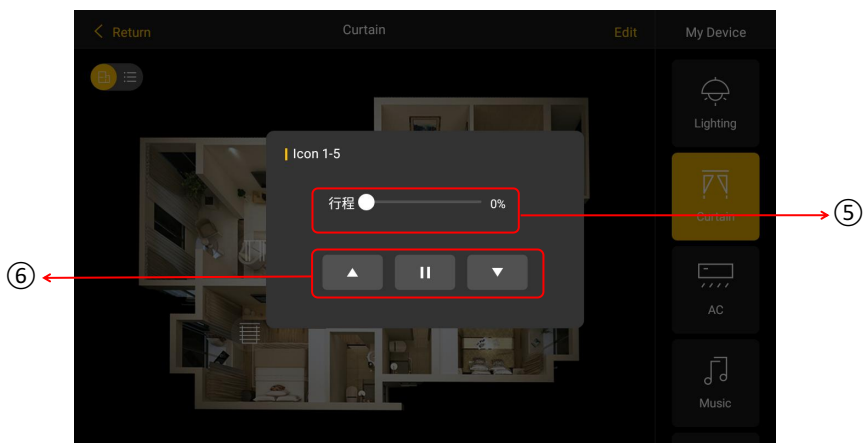 Return
Curtain
Edit
My Device
Lighting
Icon 1-5
行程 0%
Curtain
⑤
⑥
AC
Music